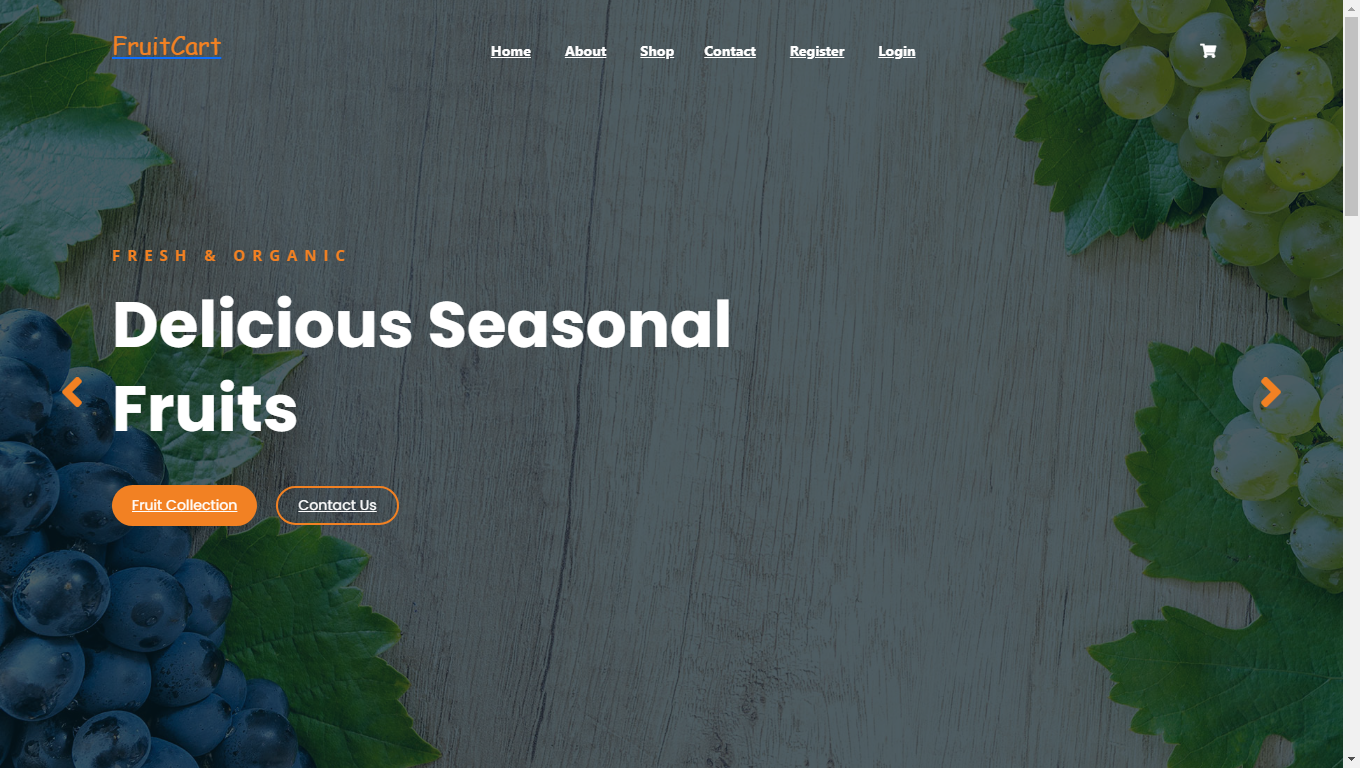 FruitCart
Home About Shop Contact Register Login
FRESH & ORGANIC
Delicious Seasonal
Fruits
Fruit Collection Contact Us